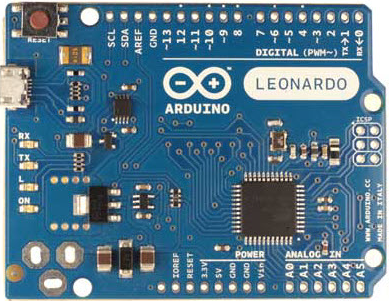 RESET
SCL
SDA
AREF
GND
~13
12
~11
~10
~9
8
7
~6
~5
4
~3
2
TX→1
RX←0
DIGITAL (PWM~)
ARDUINO
LEONARDO
ICSP
RX
TX
L
ON
WWW.ARDUINO.CC
MADE IN ITALY
POWER
ANALOG IN
IOREF
RESET
3.3V
5V
GND
GND
Vin
A0
A1
A2
A3
A4
A5